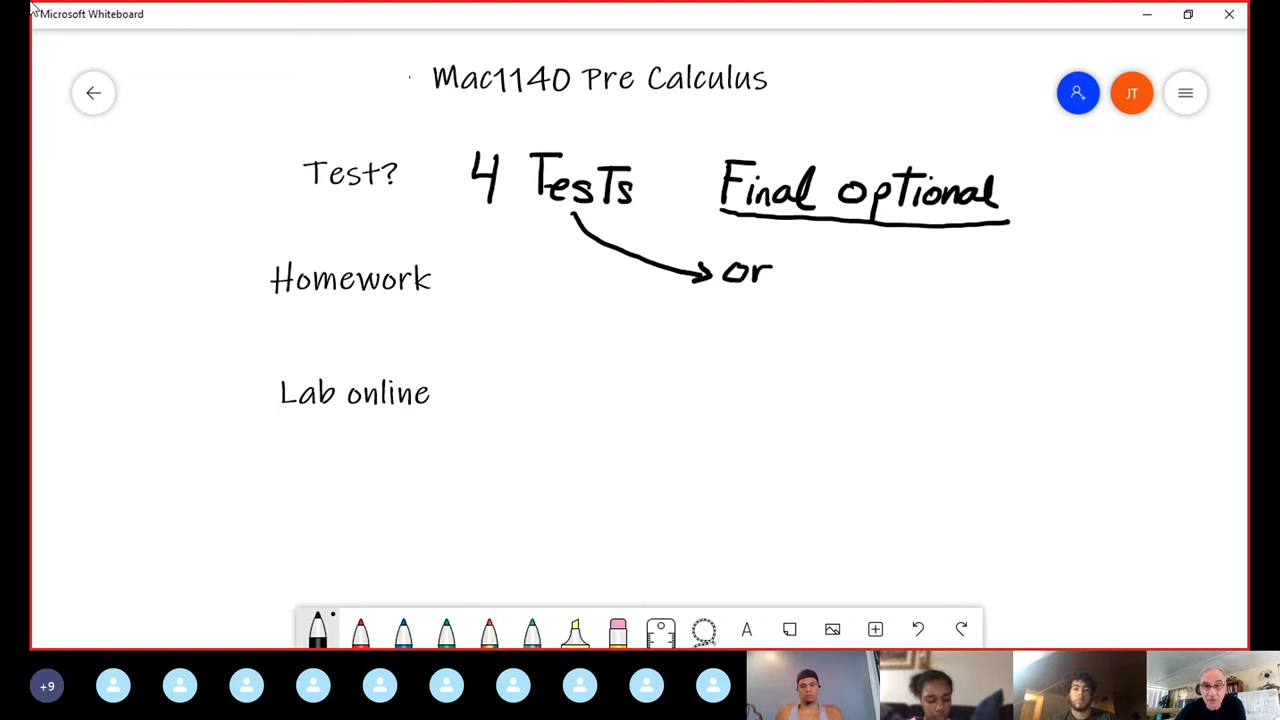 Microsoft Whiteboard
Mac1140 Pre Calculus
JT
Test? 4 Tests Final optional
or
Homework
Lab online
A
+9